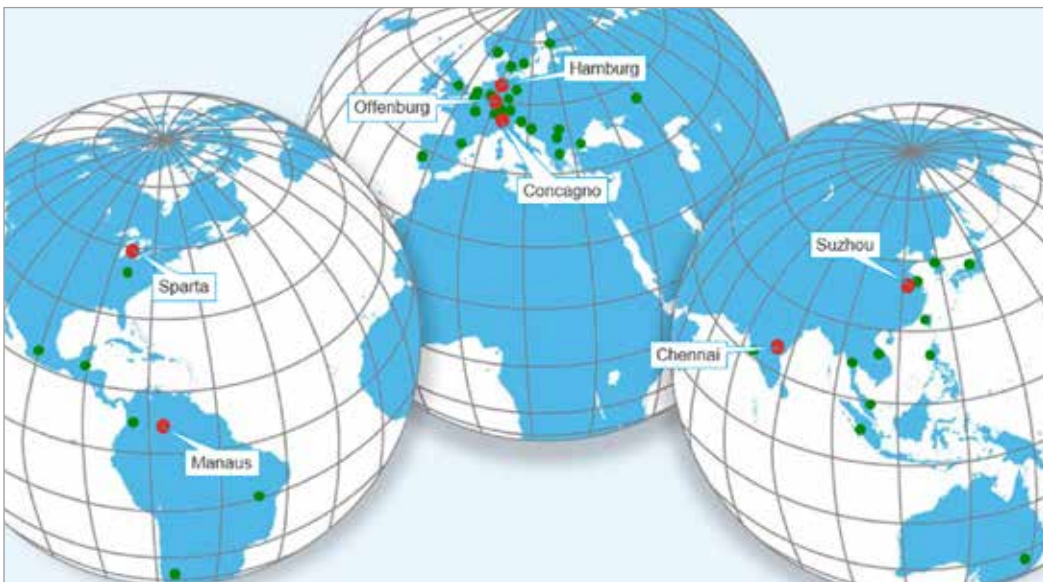 Hamburg
Offenburg
Concagno
Suzhou
Sparta
Chennai
Manaus